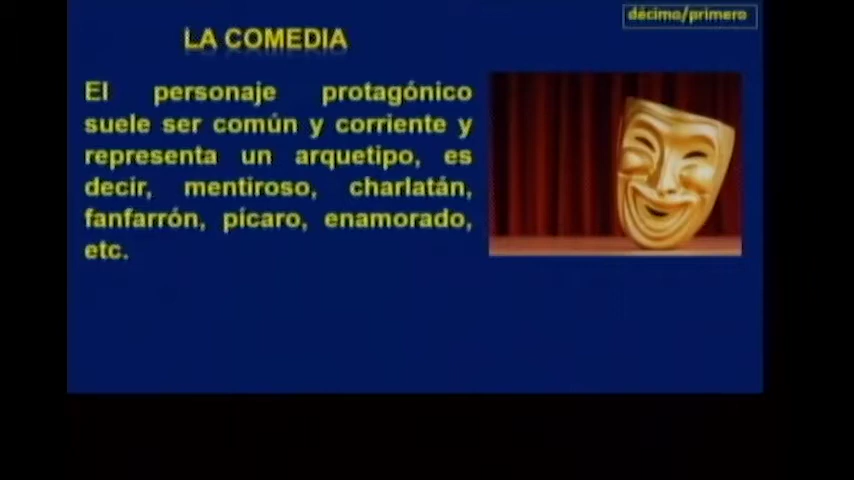 décimo/primero
LA COMEDIA
El personaje protagónico
suele ser común y corriente y
representa un arquetipo, es
decir, mentiroso, charlatán,
fanfarrón, pícaro, enamorado,
etc.